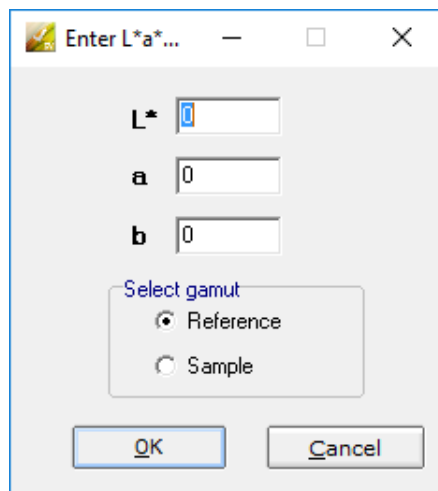 Enter L*a*...
L* 0
a 0
b 0
Select gamut
Reference
Sample
OK Cancel